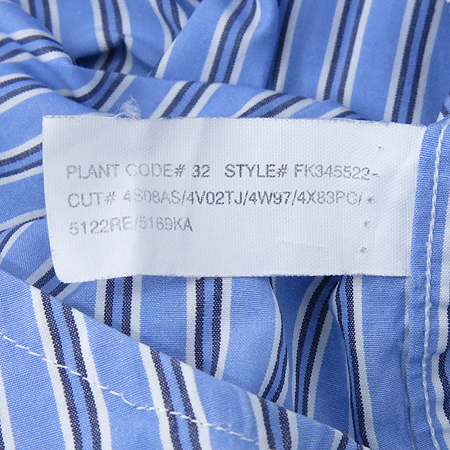 PLANT CODE# 32 STYLE# FK345522-
CUT# 4S08AS/4V02TJ/4W97/4X83PC/
5122RE/5169KA